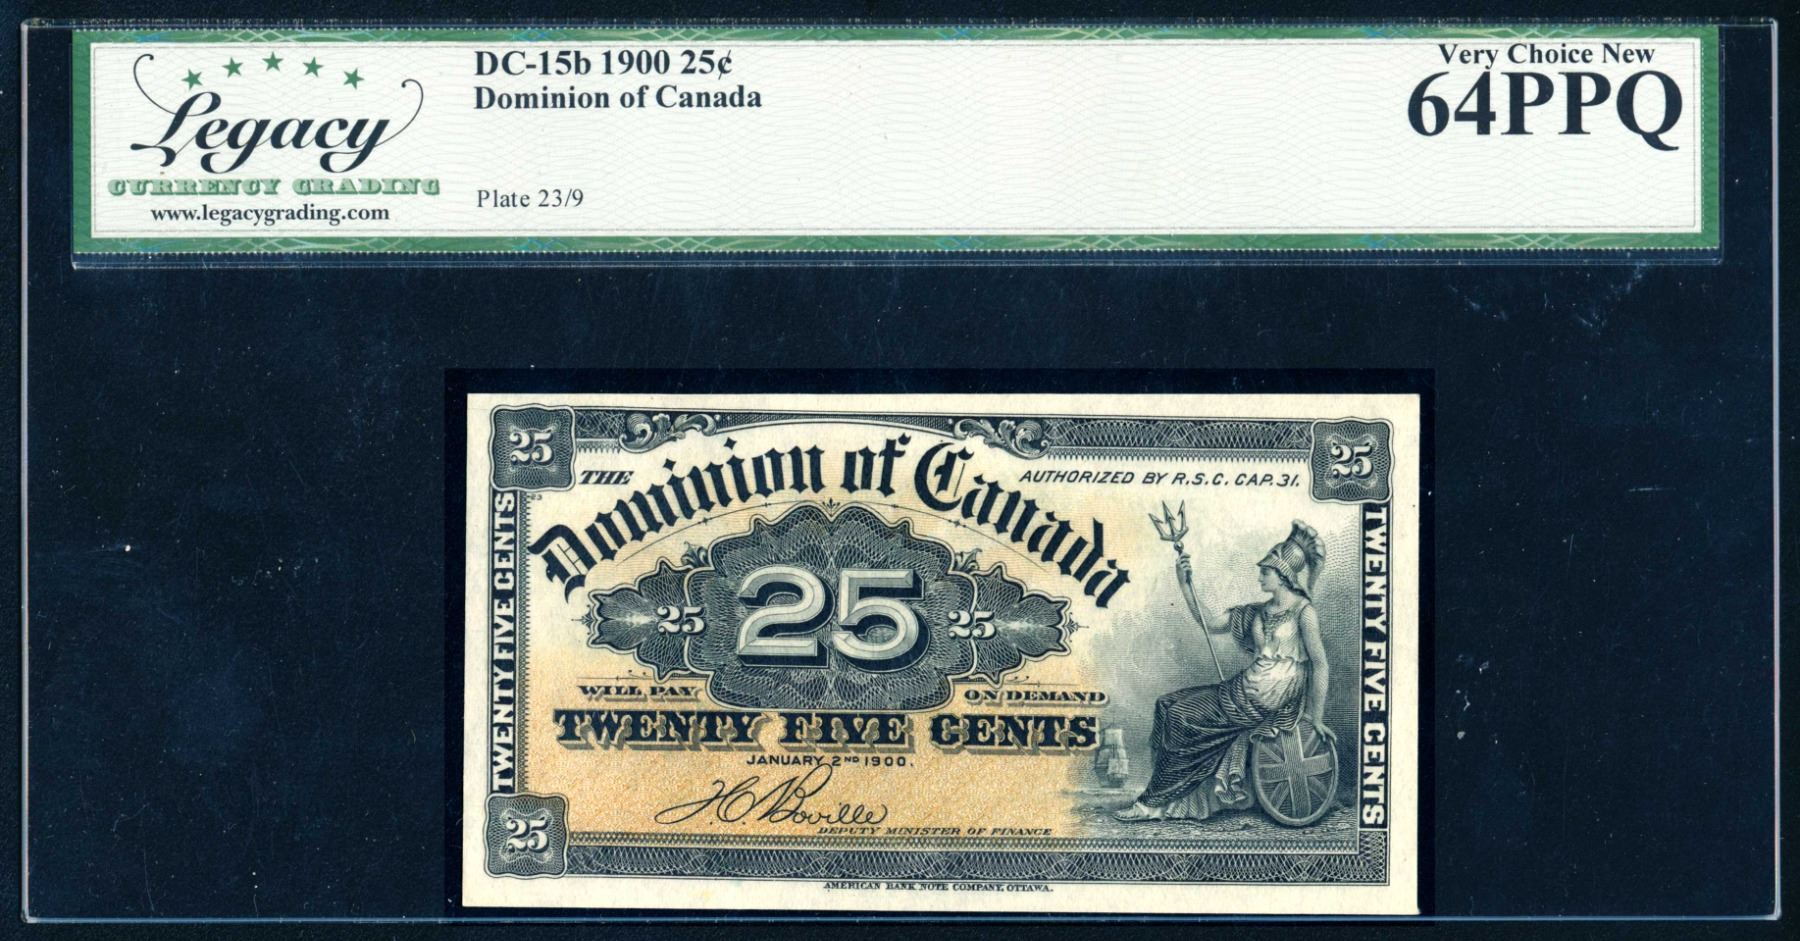 Legacy
CURRENCY GRADING
www.legacygrading.com
DC-15b 1900 25¢
Dominion of Canada
Plate 23/9
Very Choice New
64PPQ
25
25
THE
Dominion of Canada
AUTHORIZED BY R.S.C. CAP. 31.
23
TWENTY FIVE CENTS
TWENTY FIVE CENTS
25
25
25
WILL PAY
ON DEMAND
TWENTY FIVE CENTS
JANUARY 2ND 1900.
H C Boville
DEPUTY MINISTER OF FINANCE
25
AMERICAN BANK NOTE COMPANY, OTTAWA.